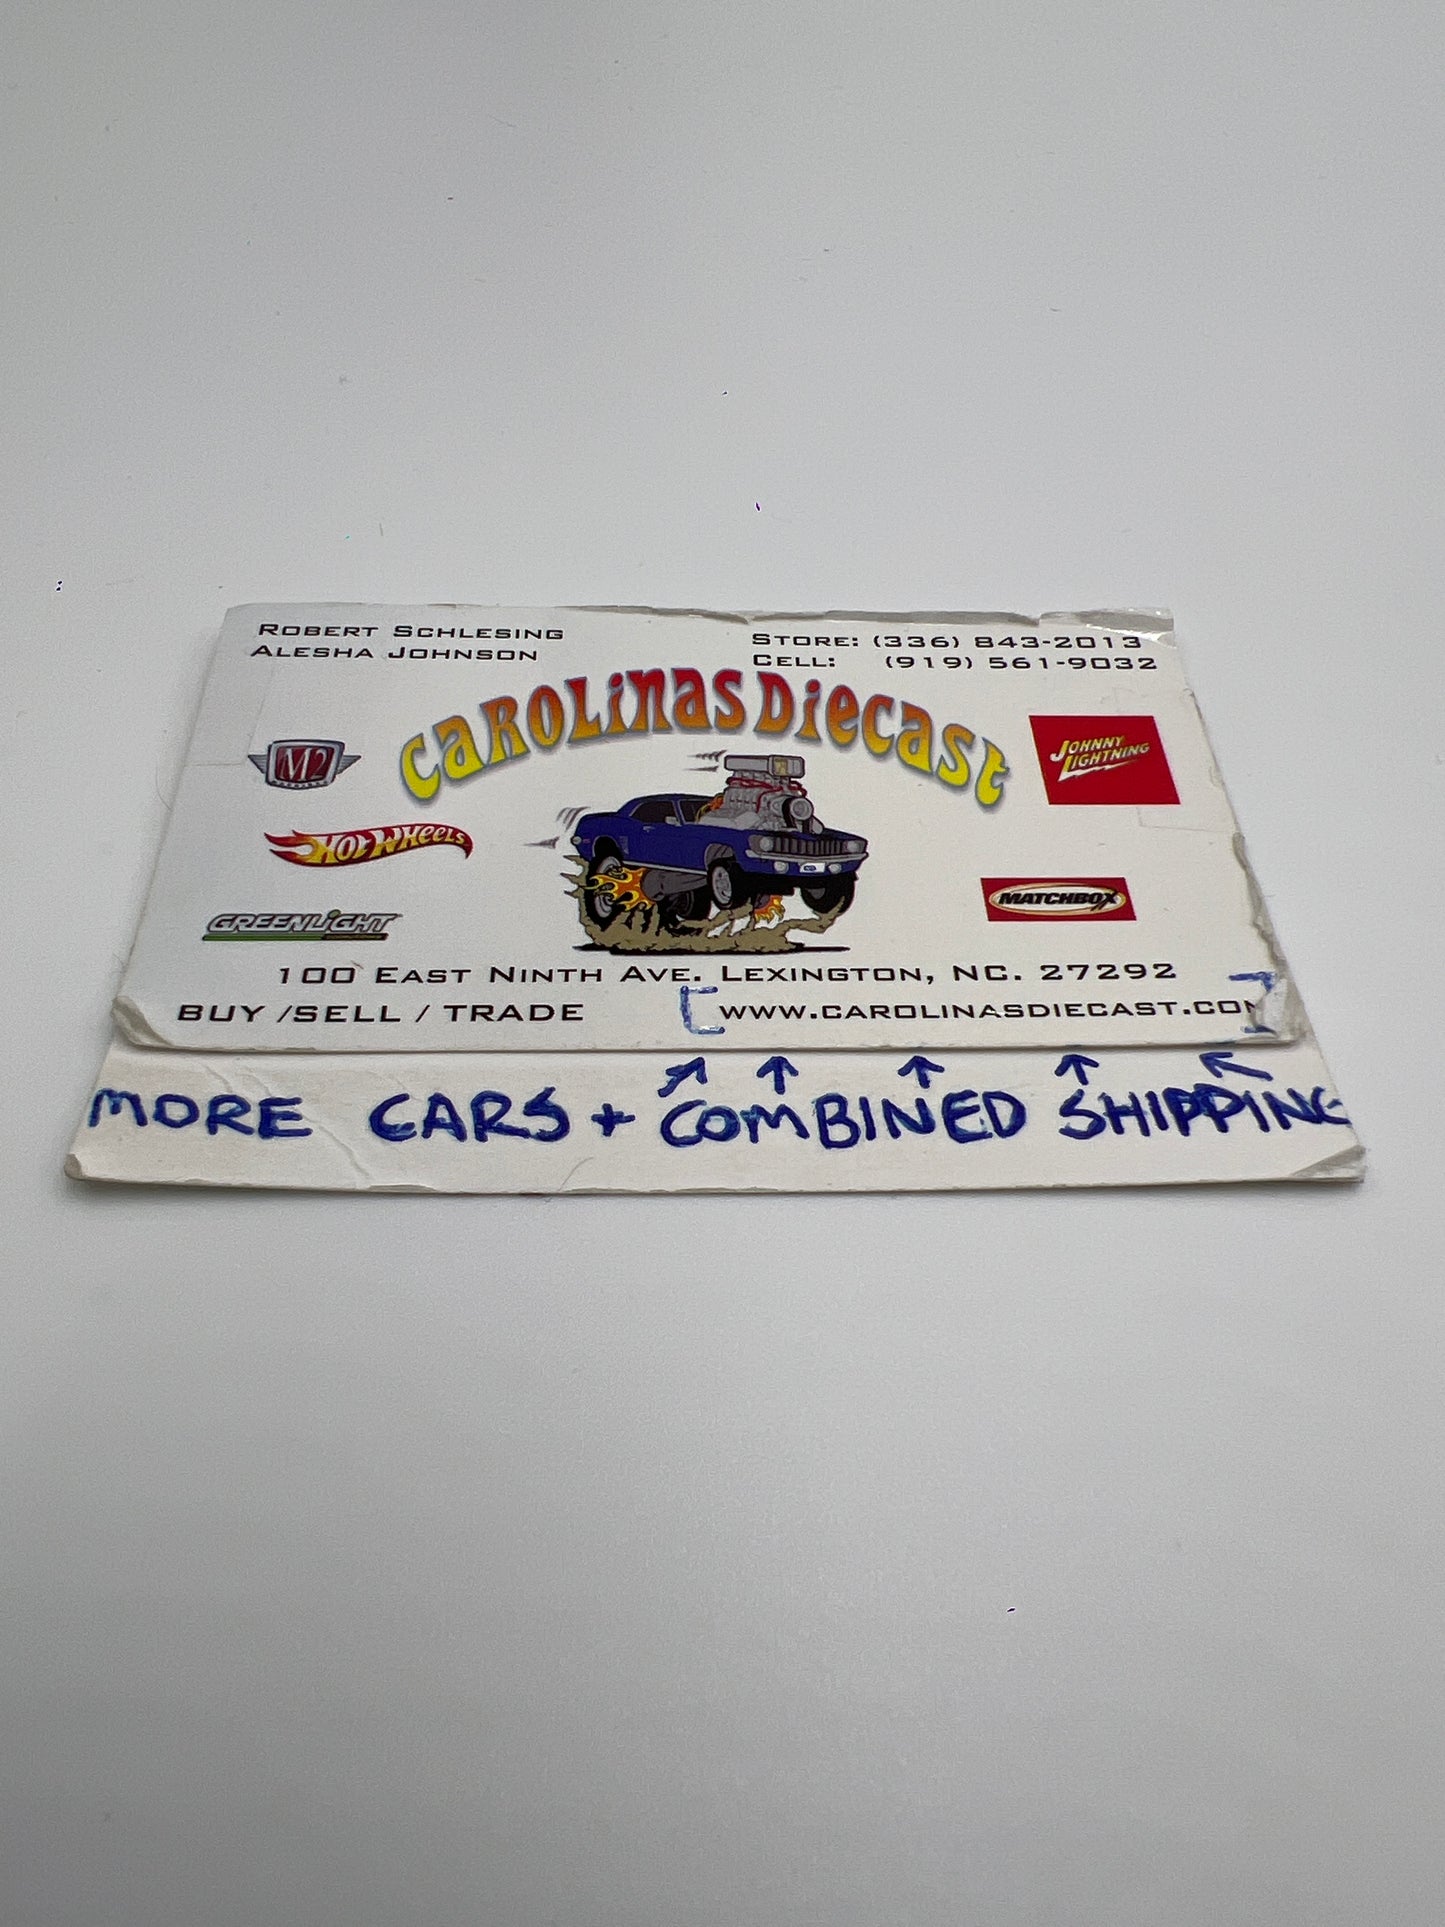 ROBERT SCHLESING
ALESHA JOHNSON
STORE: (336) 843-2013
CELL: (919) 561-9032
CAROLINAS DIECAST
M2
JOHNNY LIGHTNING
HOT WHEELS
MATCHBOX
GREENLIGHT
100 EAST NINTH AVE. LEXINGTON, NC. 27292
BUY /SELL / TRADE
[ WWW.CAROLINASDIECAST.COM ]
MORE CARS + COMBINED SHIPPING